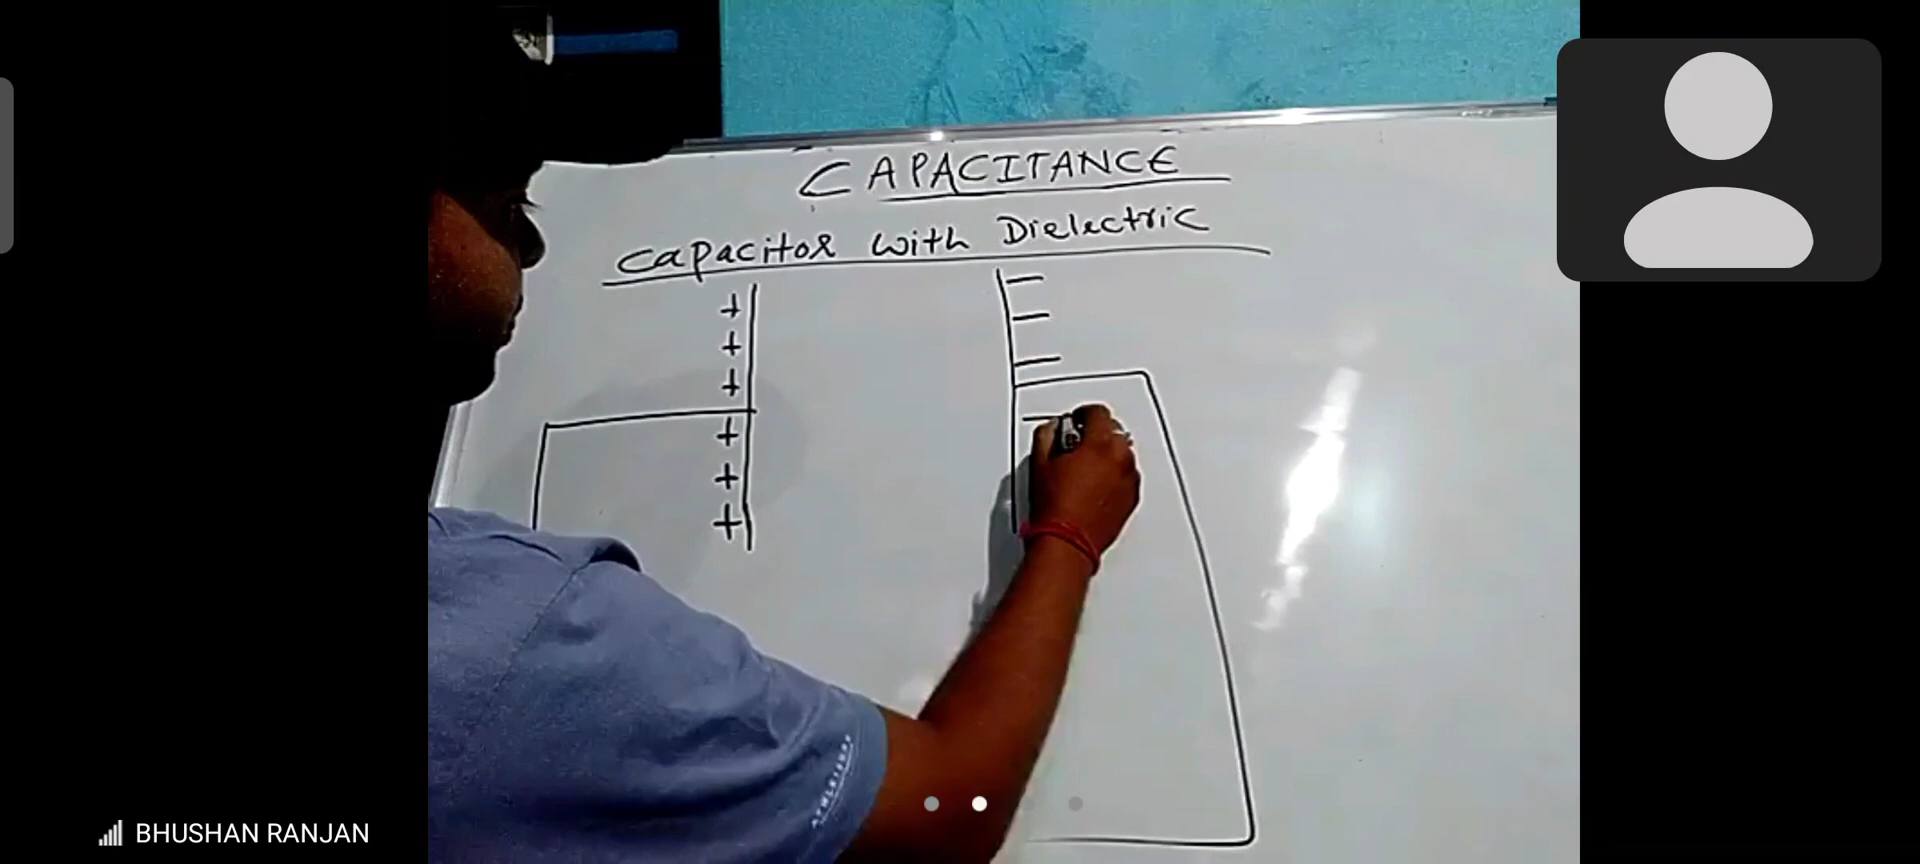 CAPACITANCE
Capacitor with Dielectric
+ −
+ −
+ −
+ −
+
+
BHUSHAN RANJAN